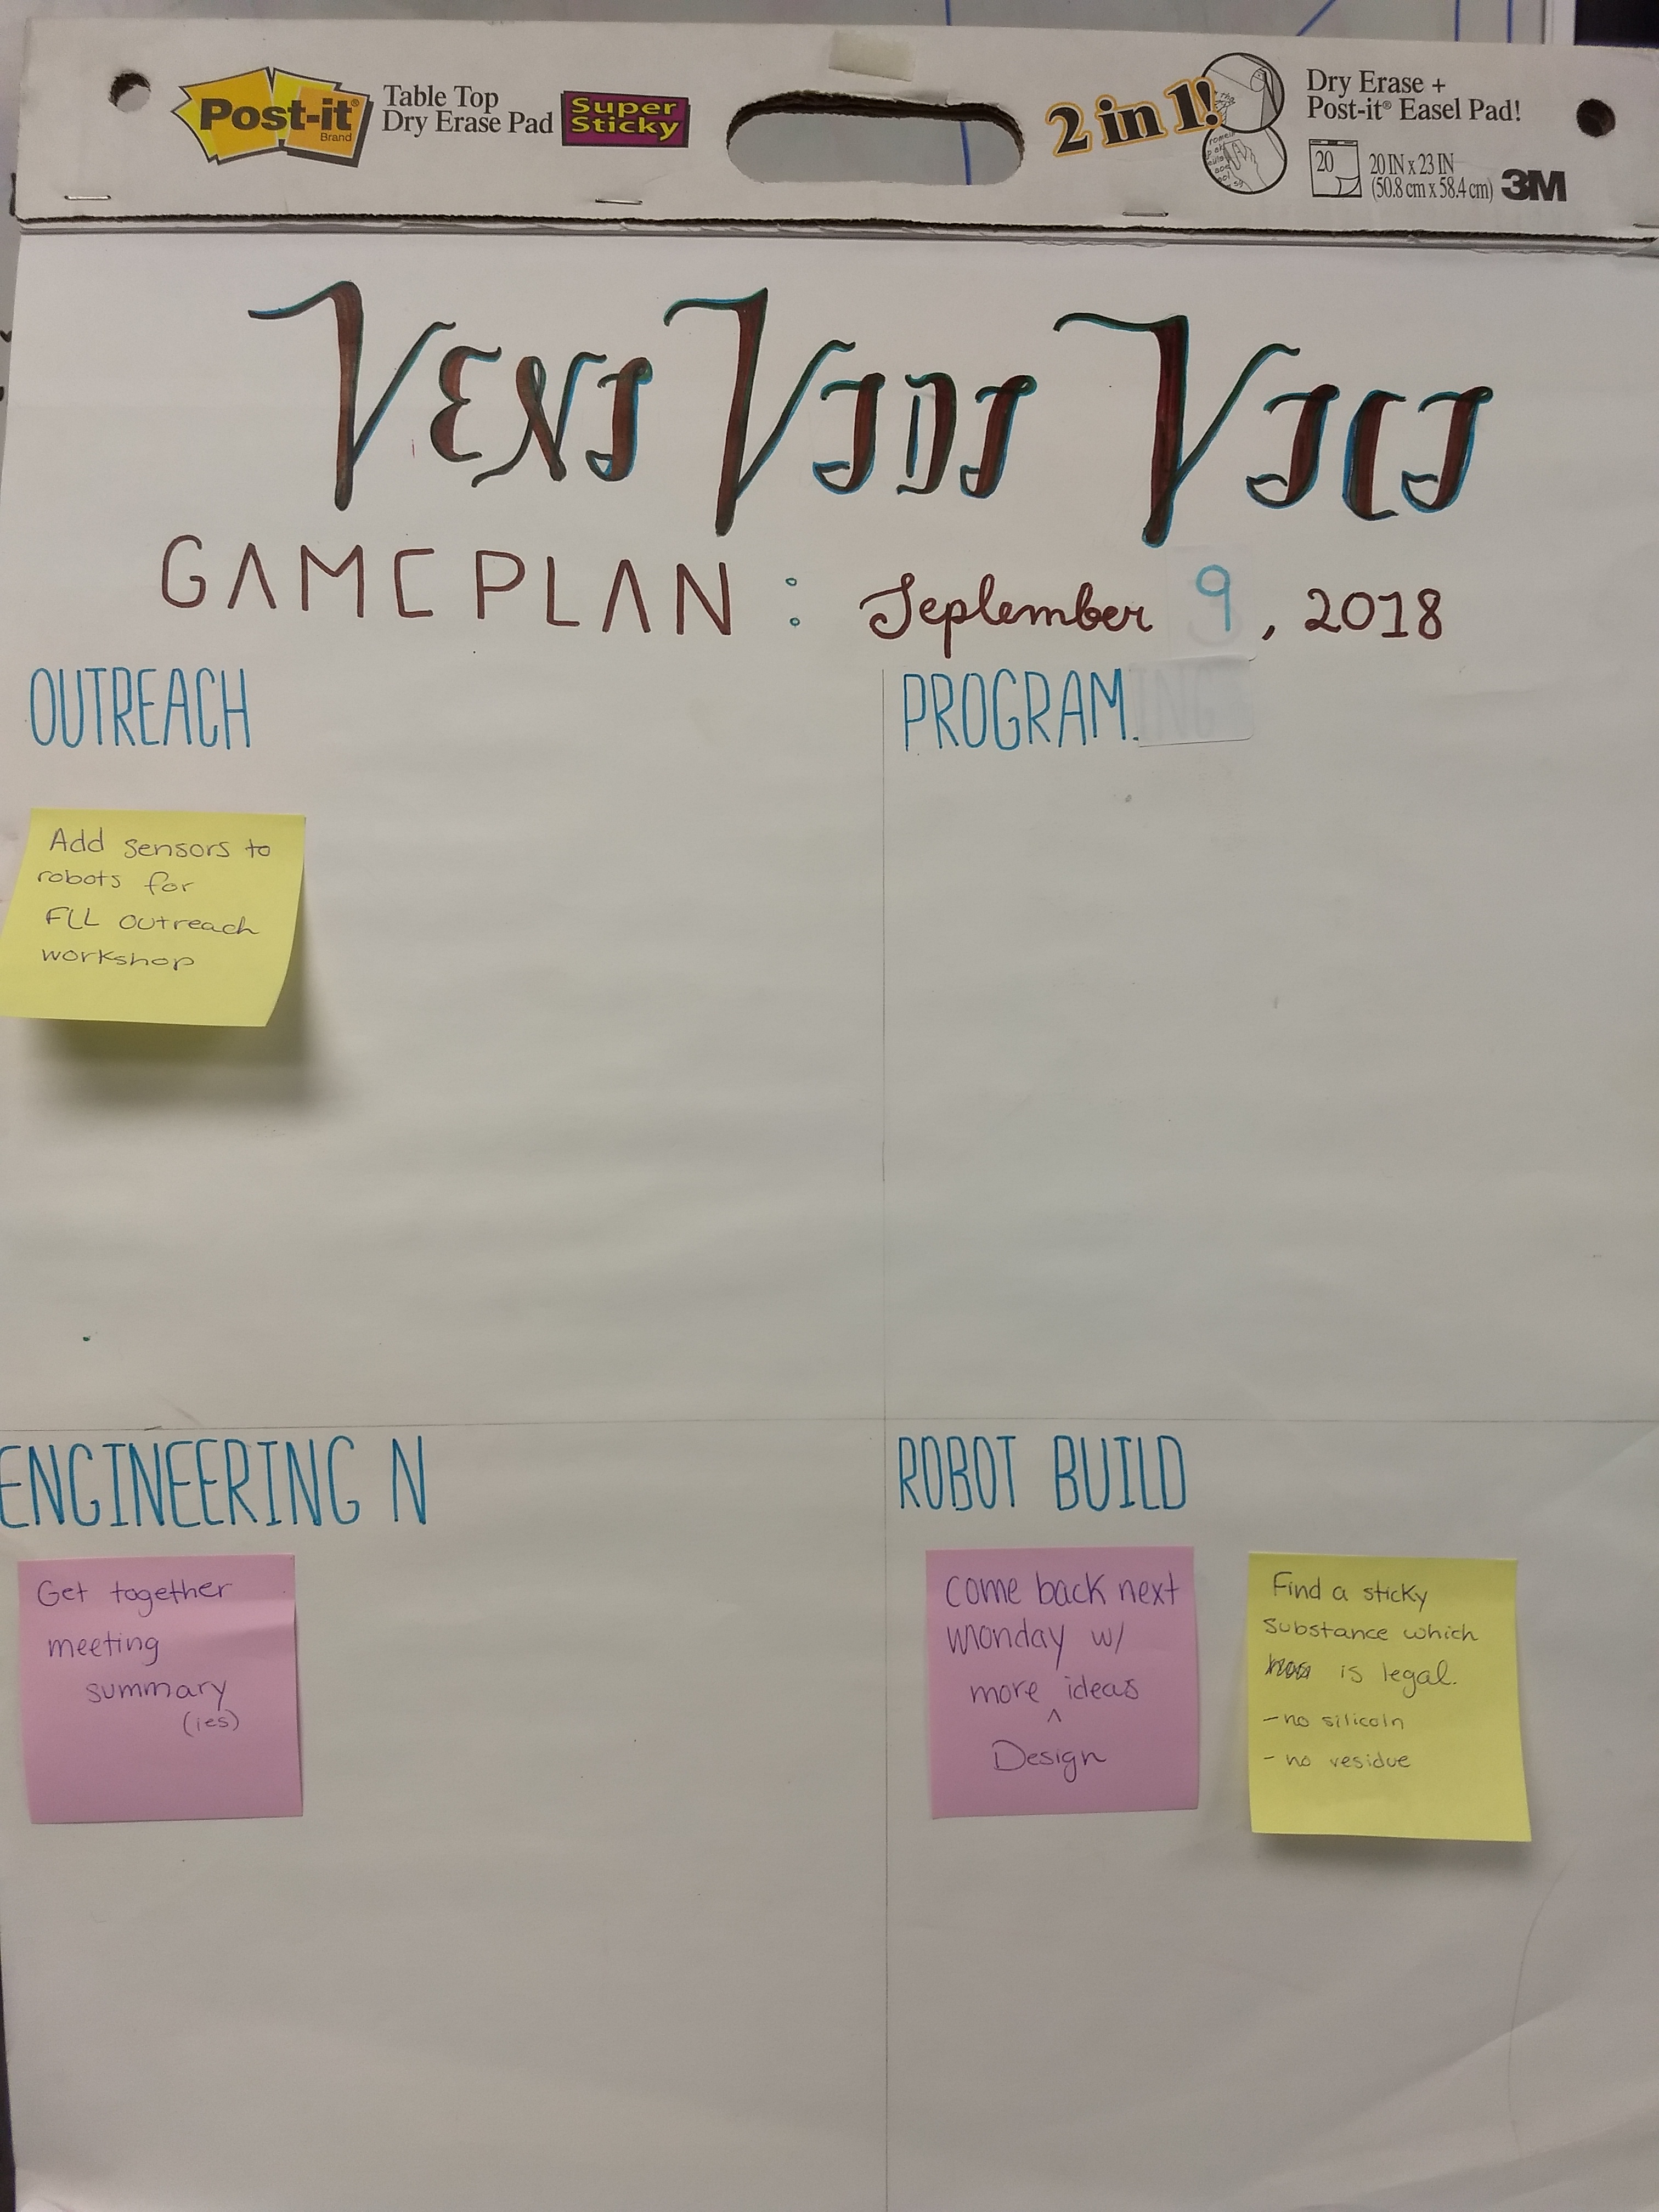 Post-it®
Brand
Table Top
Dry Erase Pad
Super
Sticky
2 in 1!
Dry Erase +
Post-it® Easel Pad!
20
20 IN x 23 IN
(50.8 cm x 58.4 cm)
3M
VENI VIDI VICI
GAME PLAN : September 9, 2018
OUTREACH
Add sensors to
robots for
FLL outreach
workshop
PROGRAM.
ENGINEERING N
Get together
meeting
summary
(ies)
ROBOT BUILD
come back next
monday w/
more ideas
^
Design
Find a sticky
substance which
is legal.
- no silicoln
- no residue